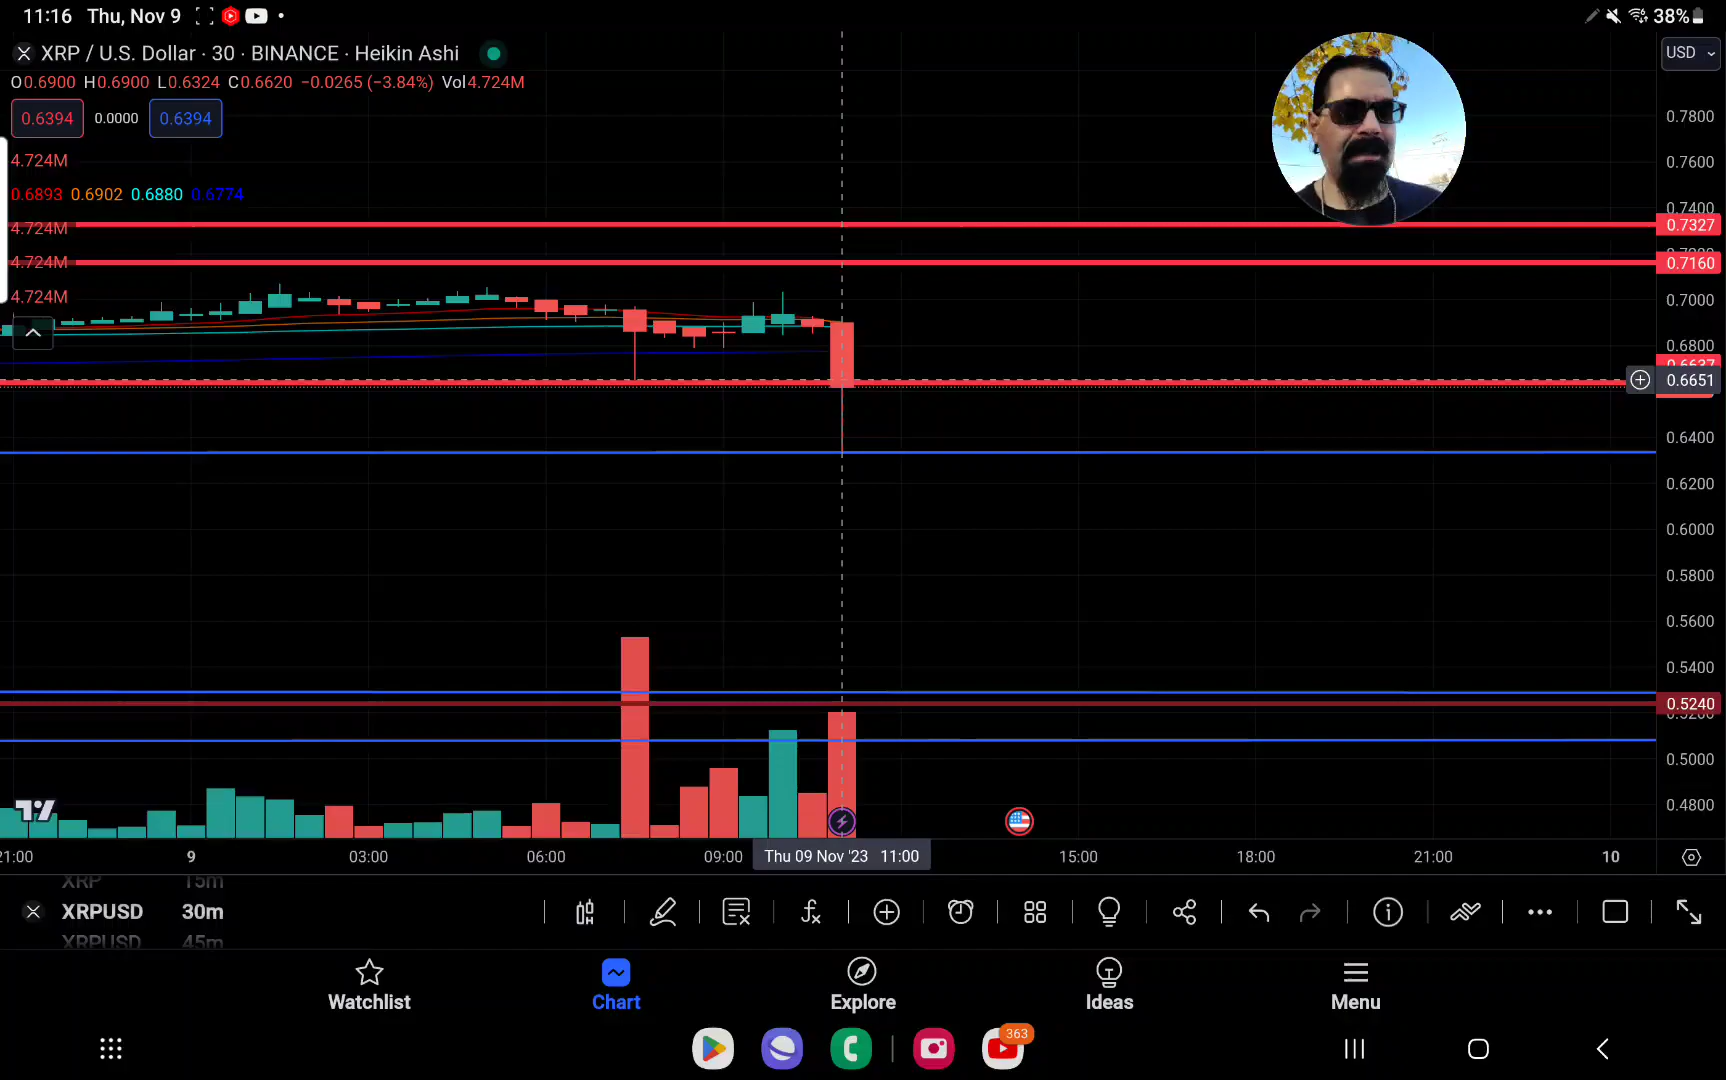 11:16 Thu, Nov 9
38%
XRP / U.S. Dollar · 30 · BINANCE · Heikin Ashi
USD
O0.6900 H0.6900 L0.6324 C0.6620 −0.0265 (−3.84%) Vol4.724M
0.6394 0.0000 0.6394
4.724M
0.6893 0.6902 0.6880 0.6774
4.724M
4.724M
4.724M
0.7800
0.7600
0.7400
0.7327
0.7160
0.7000
0.6800
0.6651
0.6400
0.6200
0.6000
0.5800
0.5600
0.5400
0.5240
0.5000
0.4800
21:00 9 03:00 06:00 09:00 Thu 09 Nov '23 11:00 15:00 18:00 21:00 10
XRP 15m
XRPUSD 30m
XRPUSD 45m
Watchlist Chart Explore Ideas Menu
363